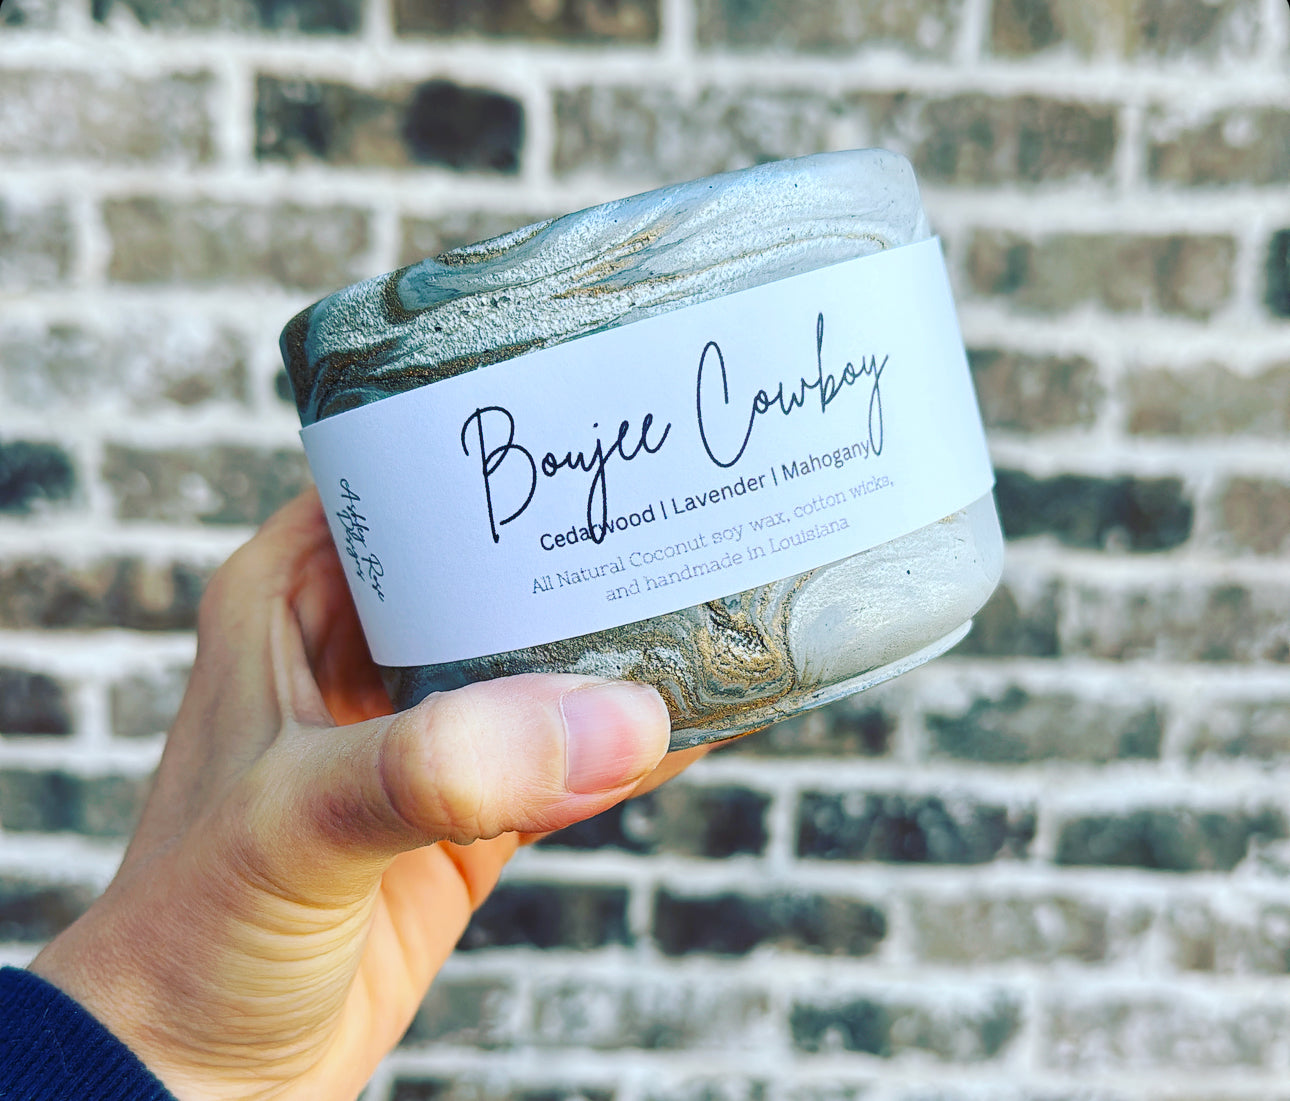 Boujee Cowboy
Cedarwood | Lavender | Mahogany
All Natural Coconut soy wax, cotton wicks,
and handmade in Louisiana